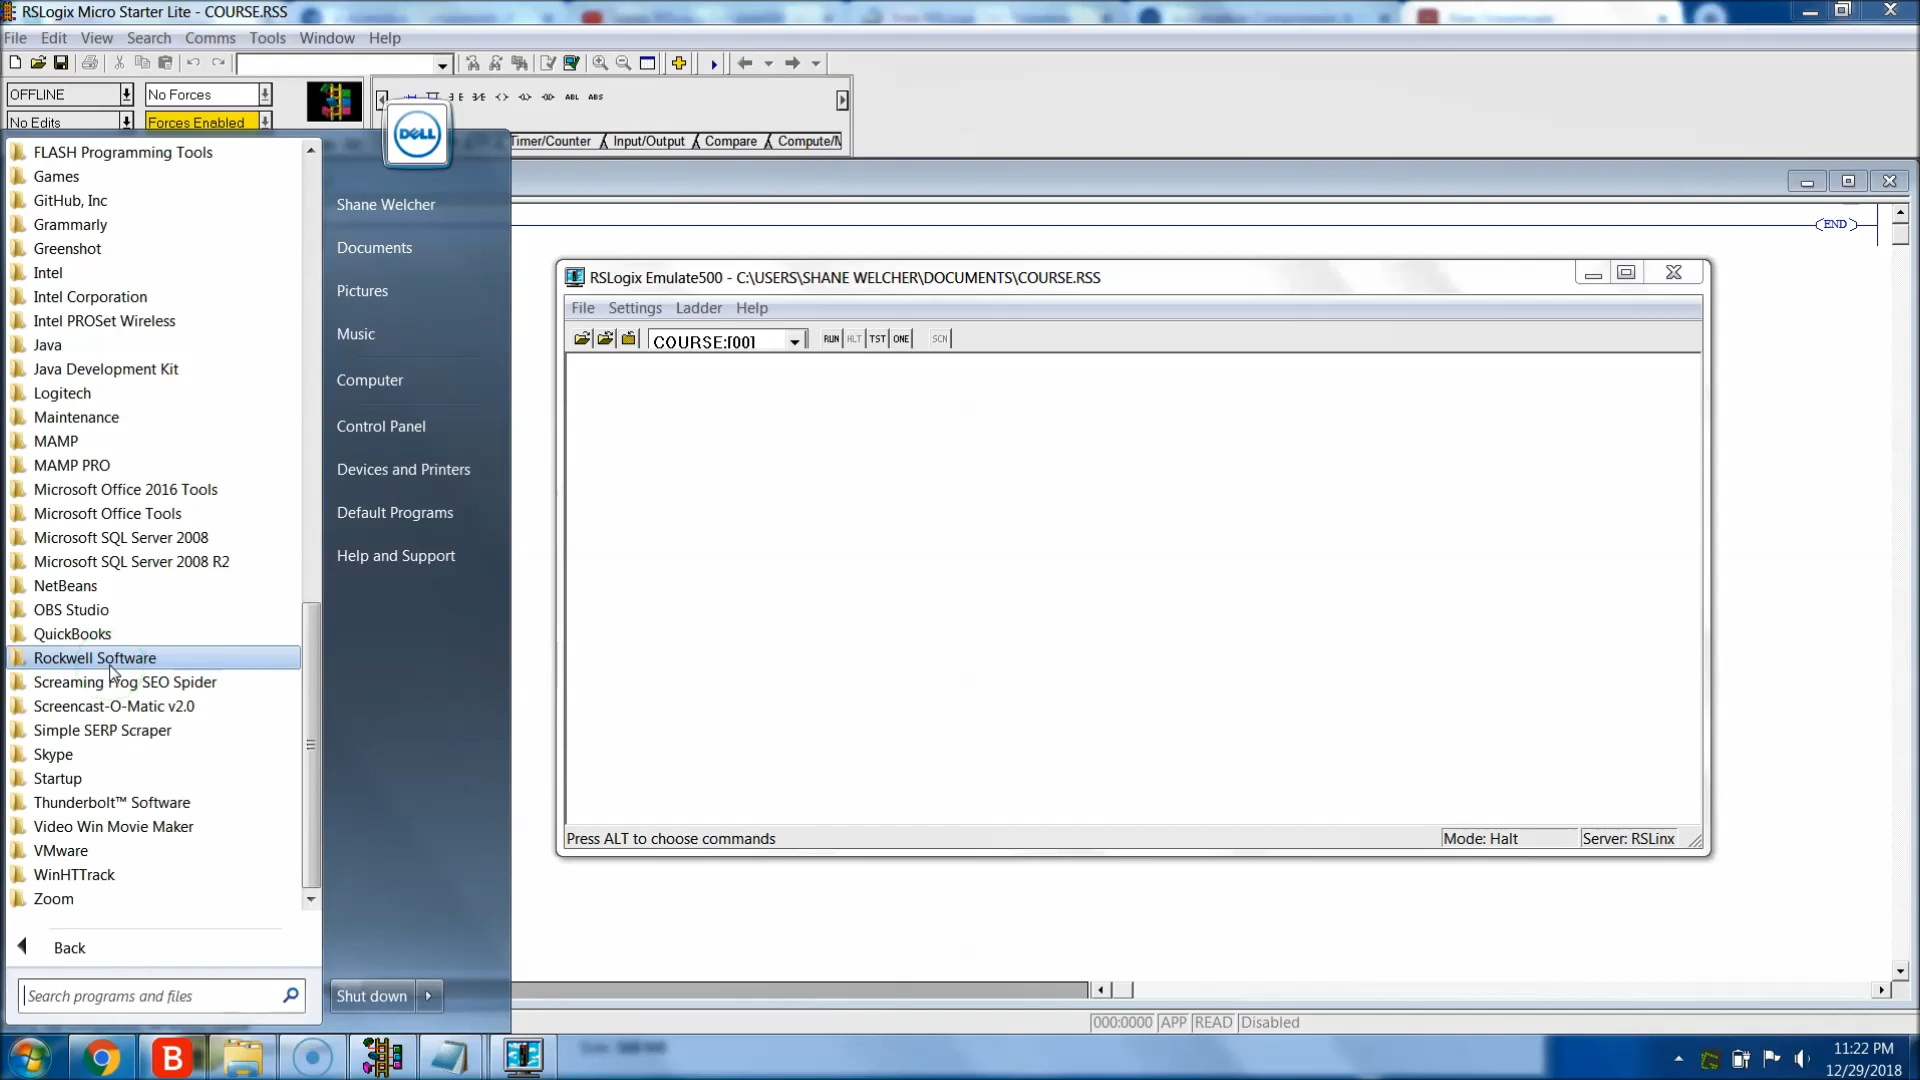 RSLogix Micro Starter Lite - COURSE.RSS
File Edit View Search Comms Tools Window Help
OFFLINE No Forces
No Edits Forces Enabled
ABL ABS
Timer/Counter Input/Output Compare Compute/M
DELL
FLASH Programming Tools
Games
GitHub, Inc
Grammarly
Greenshot
Intel
Intel Corporation
Intel PROSet Wireless
Java
Java Development Kit
Logitech
Maintenance
MAMP
MAMP PRO
Microsoft Office 2016 Tools
Microsoft Office Tools
Microsoft SQL Server 2008
Microsoft SQL Server 2008 R2
NetBeans
OBS Studio
QuickBooks
Rockwell Software
Screaming Frog SEO Spider
Screencast-O-Matic v2.0
Simple SERP Scraper
Skype
Startup
Thunderbolt™ Software
Video Win Movie Maker
VMware
WinHTTrack
Zoom
Back
Search programs and files
Shane Welcher
Documents
Pictures
Music
Computer
Control Panel
Devices and Printers
Default Programs
Help and Support
Shut down
END
RSLogix Emulate500 - C:\USERS\SHANE WELCHER\DOCUMENTS\COURSE.RSS
File Settings Ladder Help
COURSE:[00] RUN HLT TST ONE SCN
Press ALT to choose commands Mode: Halt Server: RSLinx
000:0000 APP READ Disabled
B
11:22 PM
12/29/2018